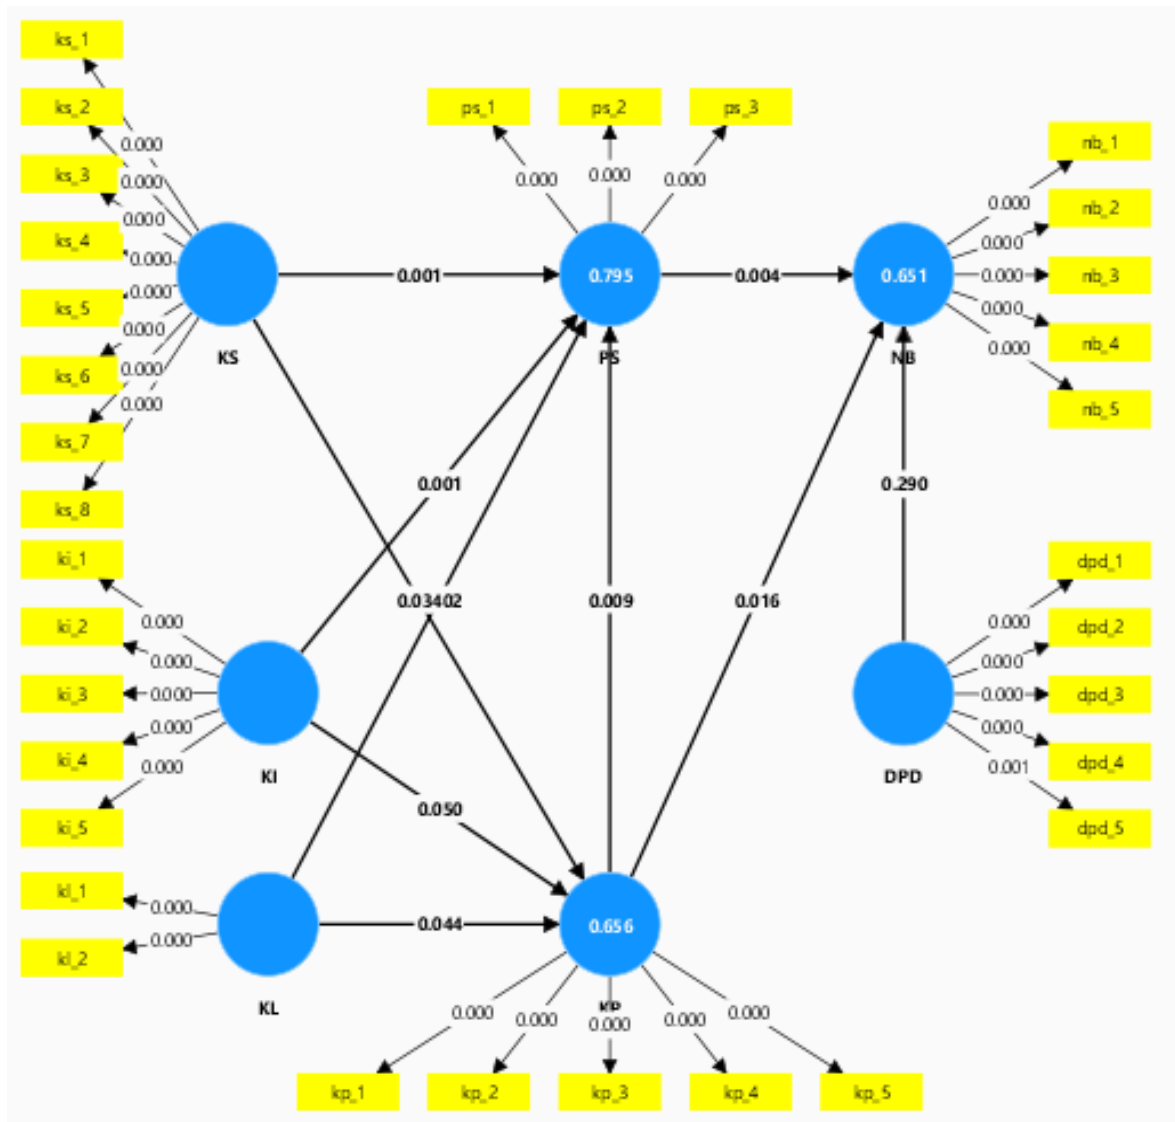 ks_1
ks_2
ks_3
ks_4
ks_5
ks_6
ks_7
ks_8
0.000
0.000
0.000
0.000
0.000
0.000
0.000
0.000
KS
ps_1 ps_2 ps_3
0.000 0.000 0.000
0.795
PS
nb_1
nb_2
nb_3
nb_4
nb_5
0.000
0.000
0.000
0.000
0.000
0.651
NB
0.001
0.004
0.001
0.290
0.009
0.016
0.050
0.044
ki_1
ki_2
ki_3
ki_4
ki_5
0.000
0.000
0.000
0.000
0.000
KI
dpd_1
dpd_2
dpd_3
dpd_4
dpd_5
0.000
0.000
0.000
0.000
0.001
DPD
kl_1
kl_2
0.000
0.000
KL
0.656
KP
0.000 0.000 0.000 0.000 0.000
kp_1 kp_2 kp_3 kp_4 kp_5